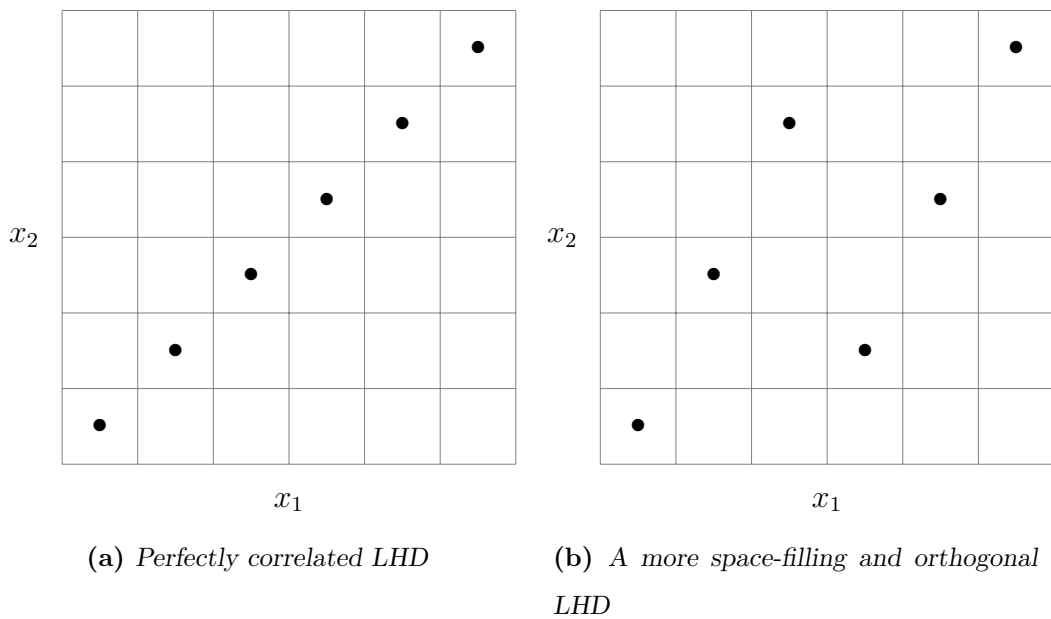 x₂
x₁
(a) Perfectly correlated LHD
x₂
x₁
(b) A more space-filling and orthogonal
LHD